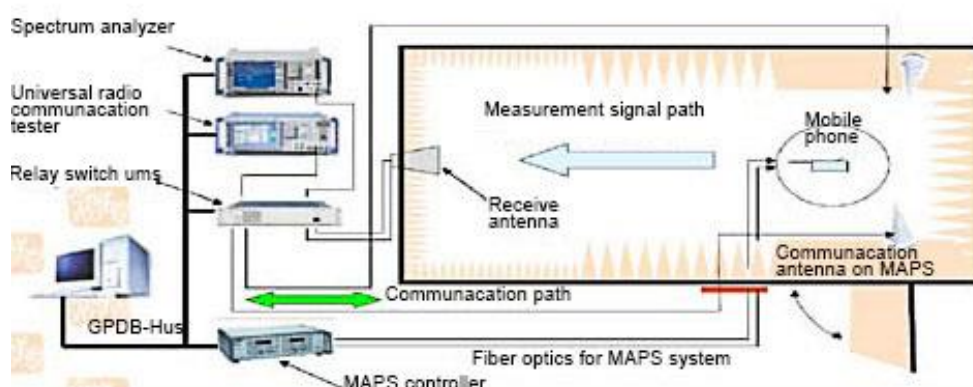 Spectrum analyzer
Universal radio
communacation
tester
Relay switch ums
GPDB-Hus
MAPS controller
Measurement signal path
Receive
antenna
Mobile
phone
Communacation
antenna on MAPS
Communacation path
Fiber optics for MAPS system